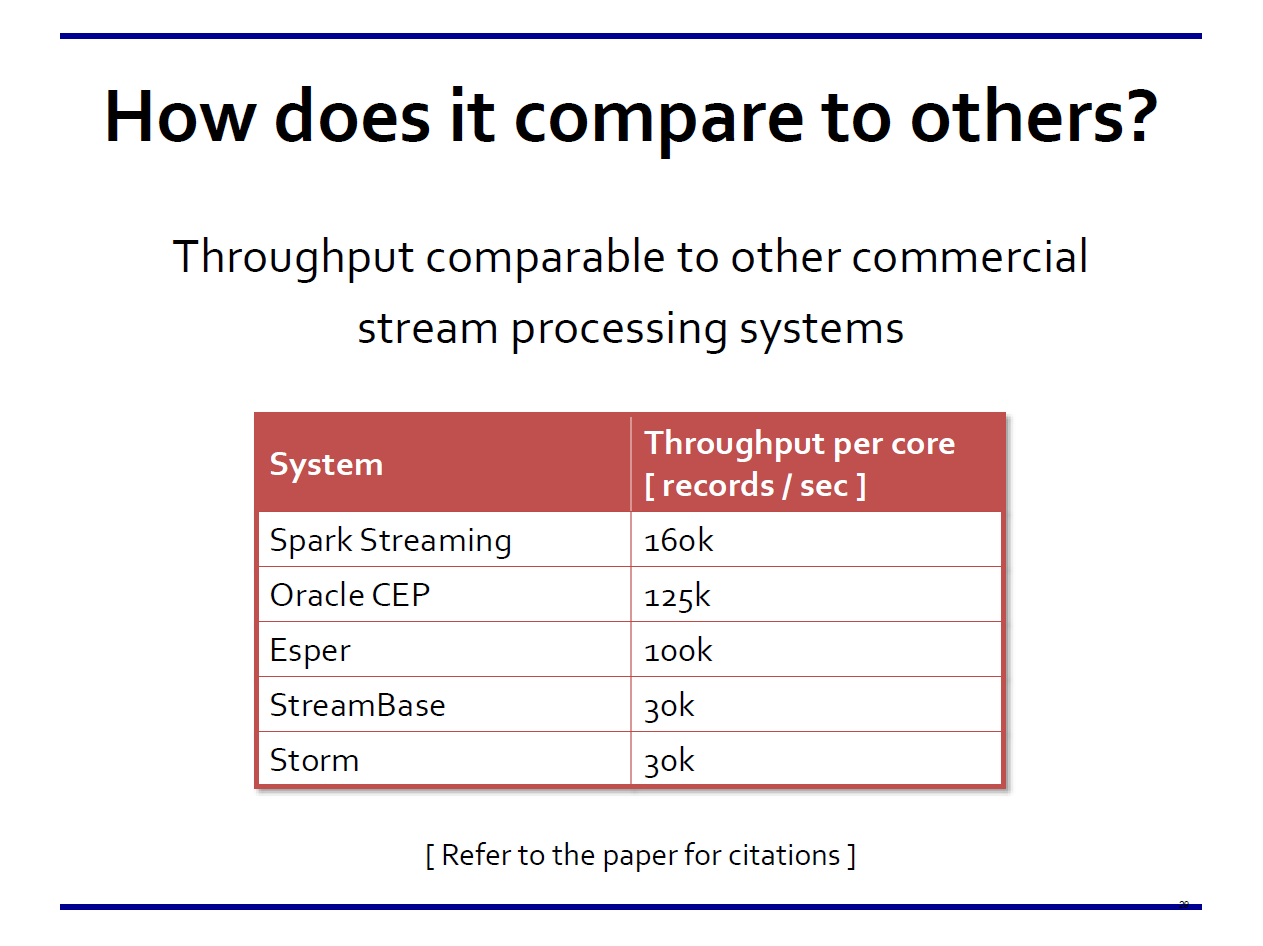 How does it compare to others?
Throughput comparable to other commercial
stream processing systems
System
Throughput per core
[ records / sec ]
Spark Streaming
160k
Oracle CEP
125k
Esper
100k
StreamBase
30k
Storm
30k
[ Refer to the paper for citations ]